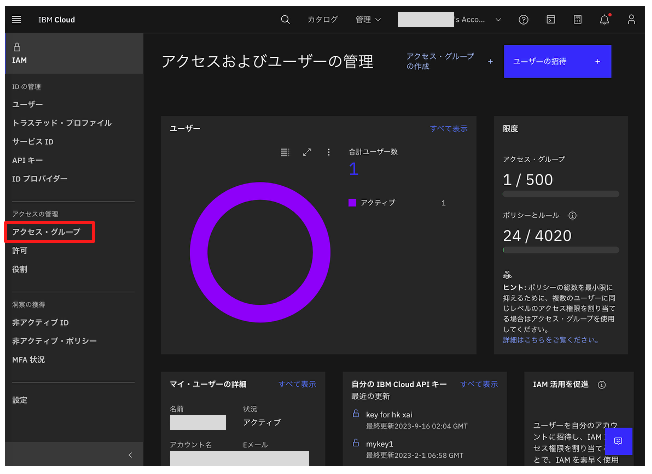 IBM Cloud
カタログ
管理
's Acco...
IAM
ID の管理
ユーザー
トラステッド・プロファイル
サービス ID
API キー
ID プロバイダー
アクセスの管理
アクセス・グループ
許可
役割
洞察の獲得
非アクティブ ID
非アクティブ・ポリシー
MFA 状況
設定
アクセスおよびユーザーの管理
アクセス・グループ
の作成
ユーザーの招待
ユーザー
すべて表示
合計ユーザー数
1
アクティブ
1
限度
アクセス・グループ
1 / 500
ポリシーとルール
24 / 4020
ヒント: ポリシーの総数を最小限に
抑えるために、複数のユーザーに同
じレベルのアクセス権限を割り当て
る場合はアクセス・グループを使用
してください。
詳細はこちらをご覧ください。
マイ・ユーザーの詳細
すべて表示
名前
状況
アクティブ
アカウント名
Eメール
自分の IBM Cloud API キー
すべて表示
最近の更新
key for hk xai
最終更新2023-9-16 02:04 GMT
mykey1
最終更新2023-2-1 06:58 GMT
IAM 活用を促進
ユーザーを自分のアカウ
ントに招待し、IAM
セス権限を割り当て
とで、IAM を素早く使用